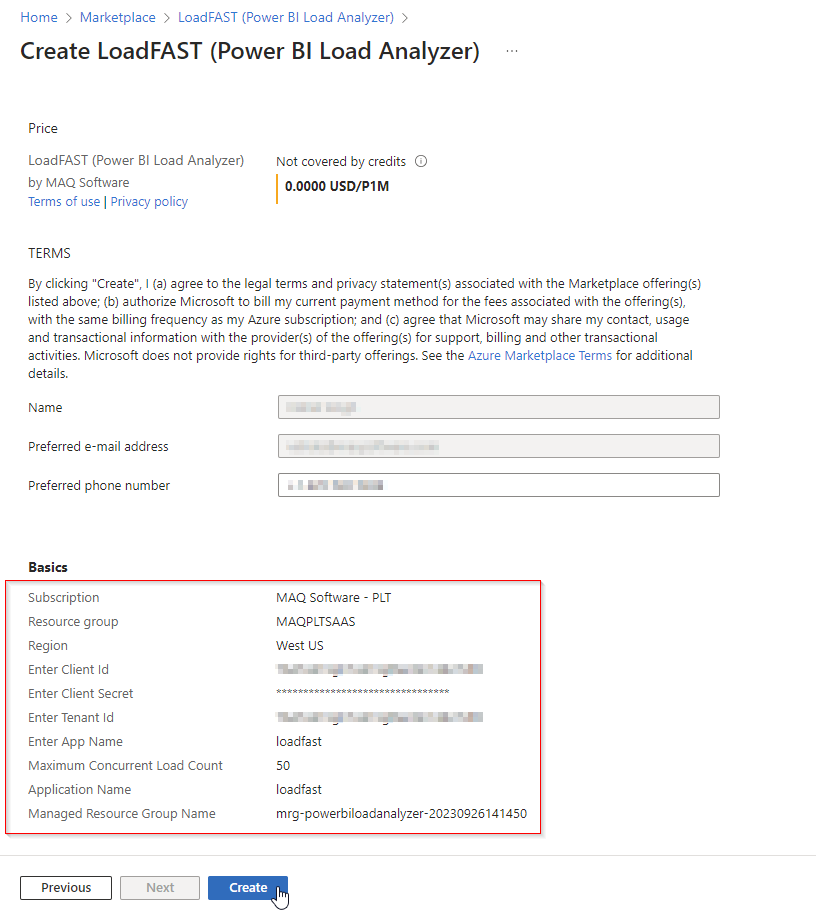 Home > Marketplace > LoadFAST (Power BI Load Analyzer) >
Create LoadFAST (Power BI Load Analyzer) ...
Price
LoadFAST (Power BI Load Analyzer) Not covered by credits
by MAQ Software 0.0000 USD/P1M
Terms of use | Privacy policy
TERMS
By clicking "Create", I (a) agree to the legal terms and privacy statement(s) associated with the Marketplace offering(s)
listed above; (b) authorize Microsoft to bill my current payment method for the fees associated with the offering(s),
with the same billing frequency as my Azure subscription; and (c) agree that Microsoft may share my contact, usage
and transactional information with the provider(s) of the offering(s) for support, billing and other transactional
activities. Microsoft does not provide rights for third-party offerings. See the Azure Marketplace Terms for additional
details.
Name
Preferred e-mail address
Preferred phone number
Basics
Subscription MAQ Software - PLT
Resource group MAQPLTSAAS
Region West US
Enter Client Id
Enter Client Secret ********************************
Enter Tenant Id
Enter App Name loadfast
Maximum Concurrent Load Count 50
Application Name loadfast
Managed Resource Group Name mrg-powerbiloadanalyzer-20230926141450
Previous Next Create